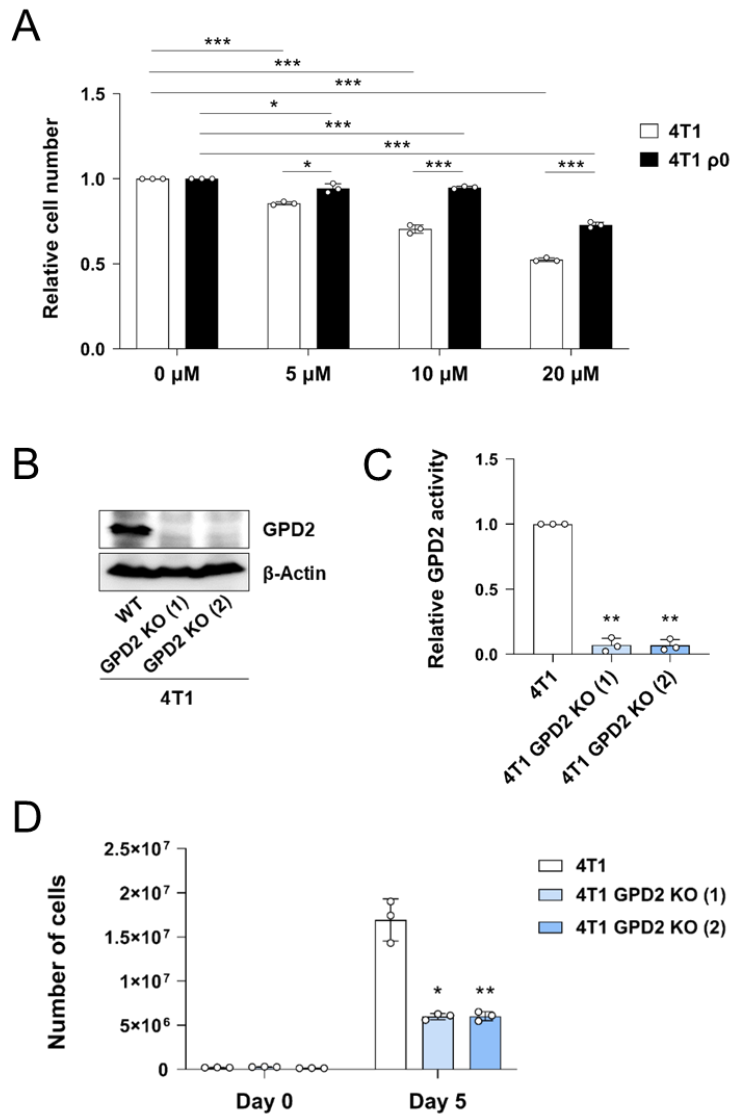 A
***
***
***
*
***
***
*
***
***
Relative cell number
1.5
1.0
0.5
0.0
0 µM
5 µM
10 µM
20 µM
4T1
4T1 ρ0
B
GPD2
β-Actin
WT
GPD2 KO (1)
GPD2 KO (2)
4T1
C
Relative GPD2 activity
1.5
1.0
0.5
0.0
**
**
4T1
4T1 GPD2 KO (1)
4T1 GPD2 KO (2)
D
Number of cells
2.5×10⁷
2×10⁷
1.5×10⁷
1×10⁷
5×10⁶
0
*
**
Day 0
Day 5
4T1
4T1 GPD2 KO (1)
4T1 GPD2 KO (2)